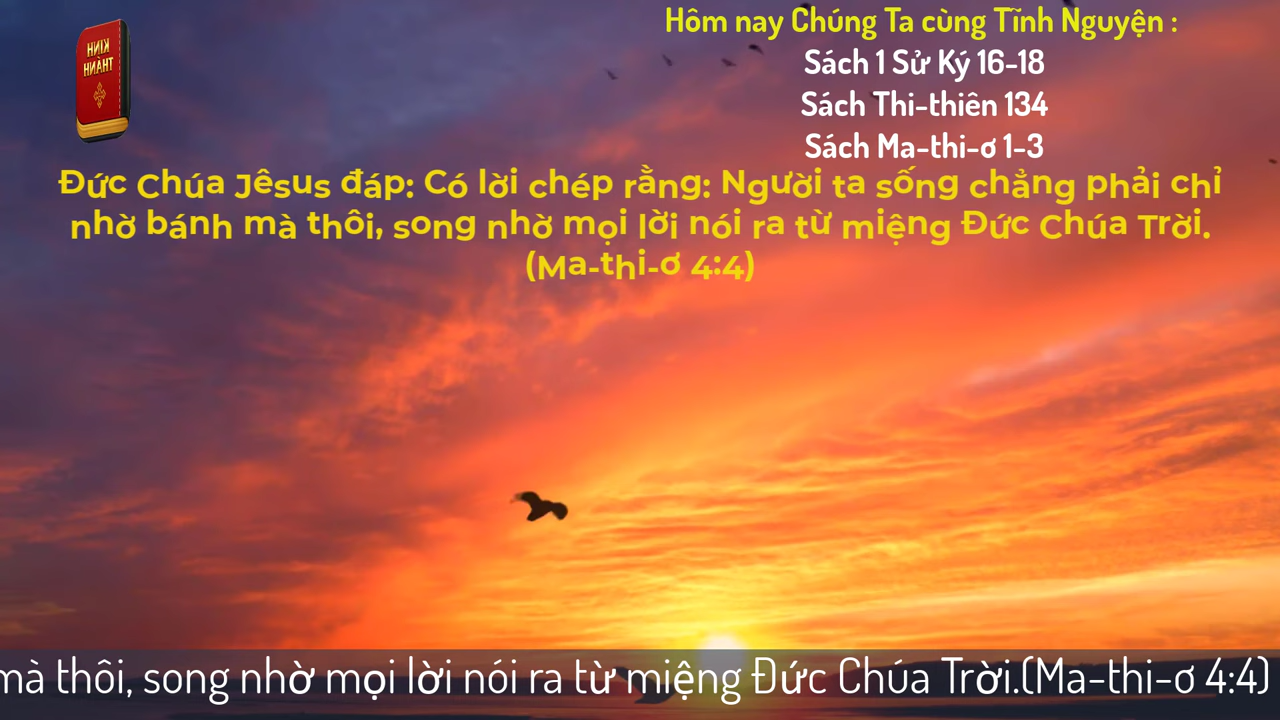 KINH
THÁNH
Hôm nay Chúng Ta cùng Tĩnh Nguyện :
Sách 1 Sử Ký 16-18
Sách Thi-thiên 134
Sách Ma-thi-ơ 1-3
Đức Chúa Jêsus đáp: Có lời chép rằng: Người ta sống chẳng phải chỉ
nhờ bánh mà thôi, song nhờ mọi lời nói ra từ miệng Đức Chúa Trời.
(Ma-thi-ơ 4:4)
mà thôi, song nhờ mọi lời nói ra từ miệng Đức Chúa Trời.(Ma-thi-ơ 4:4)